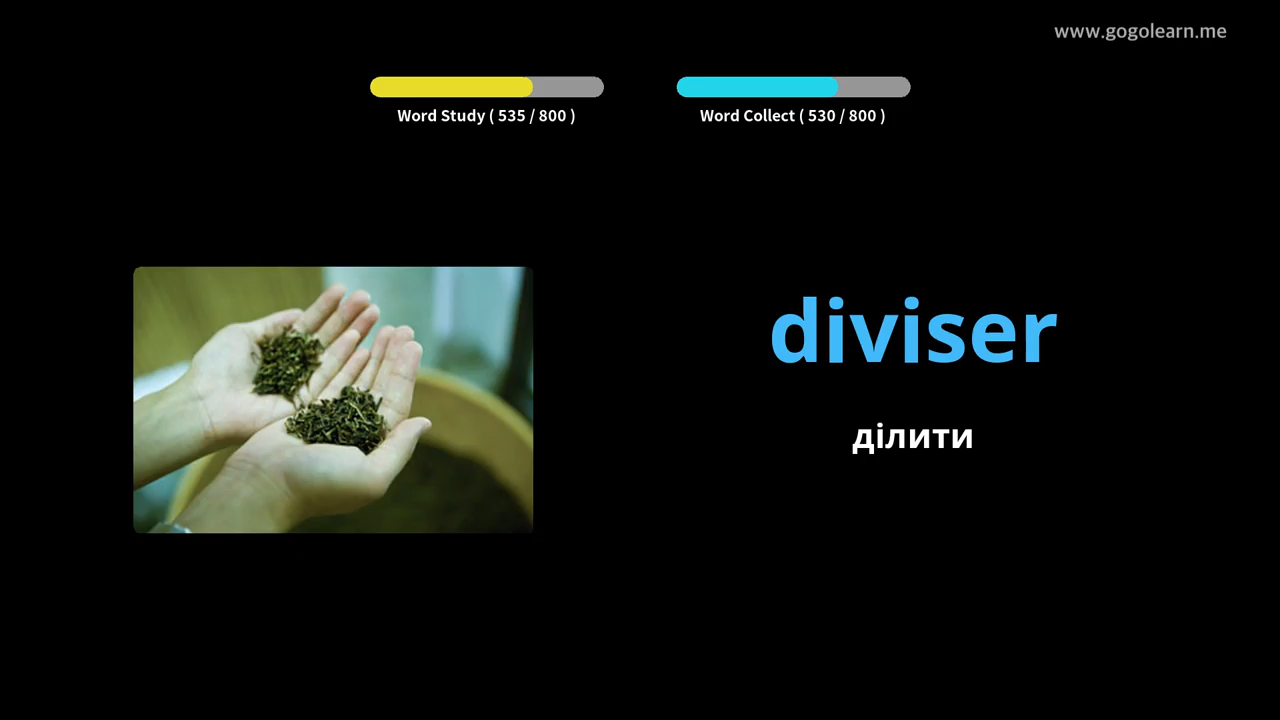 www.gogolearn.me
Word Study ( 535 / 800 )
Word Collect ( 530 / 800 )
diviser
ділити